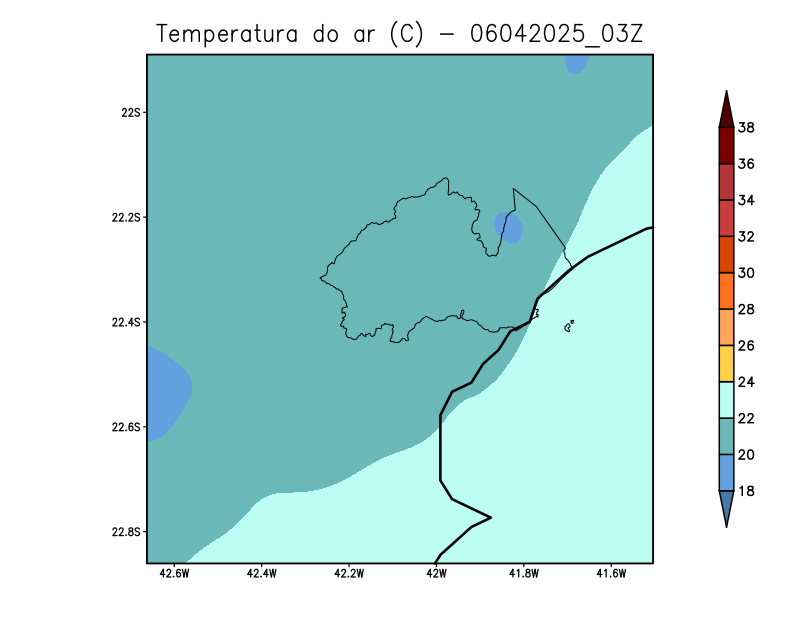 Temperatura do ar (C) - 06042025_03Z
22S
22.2S
22.4S
22.6S
22.8S
42.6W
42.4W
42.2W
42W
41.8W
41.6W
38
36
34
32
30
28
26
24
22
20
18